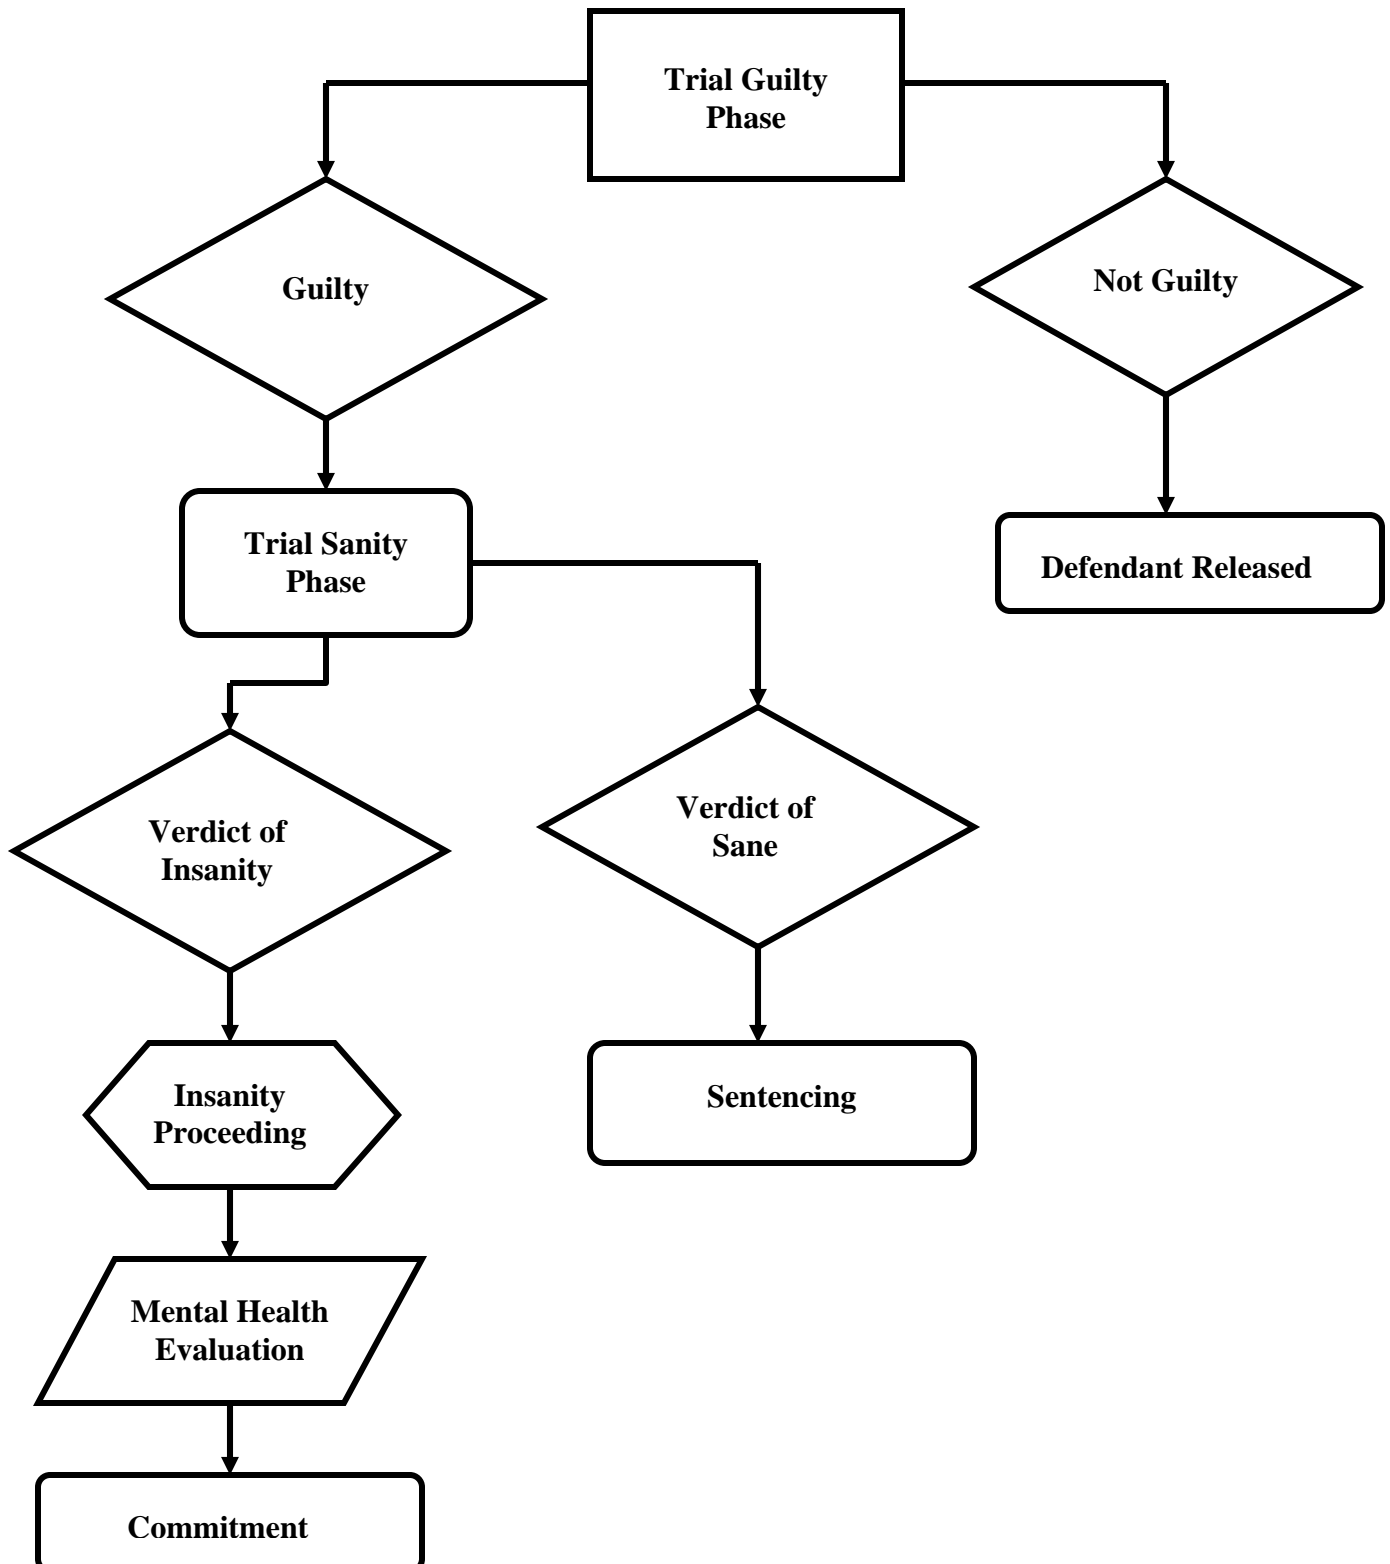 Trial Guilty
Phase
Guilty
Not Guilty
Trial Sanity
Phase
Defendant Released
Verdict of
Insanity
Verdict of
Sane
Insanity
Proceeding
Sentencing
Mental Health
Evaluation
Commitment